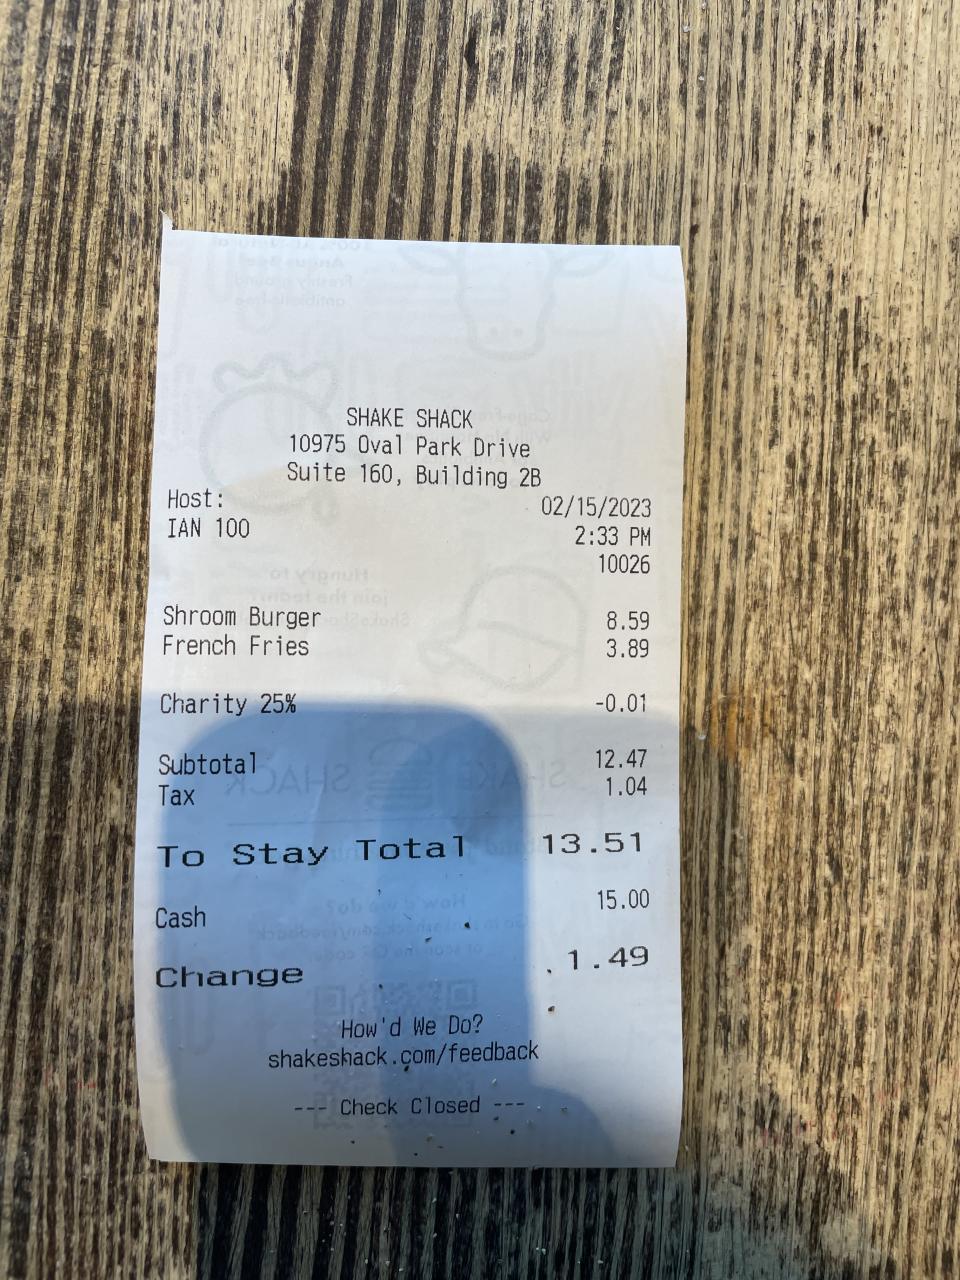 SHAKE SHACK
10975 Oval Park Drive
Suite 160, Building 2B
Host: 02/15/2023
IAN 100 2:33 PM
10026
Shroom Burger 8.59
French Fries 3.89
Charity 25% -0.01
Subtotal 12.47
Tax 1.04
To Stay Total 13.51
Cash 15.00
Change 1.49
How'd We Do?
shakeshack.com/feedback
--- Check Closed ---